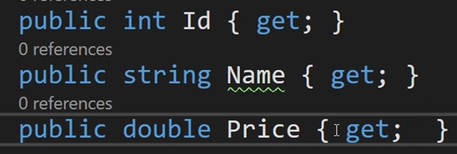 public int Id { get; }
0 references
public string Name { get; }
0 references
public double Price { get;  }